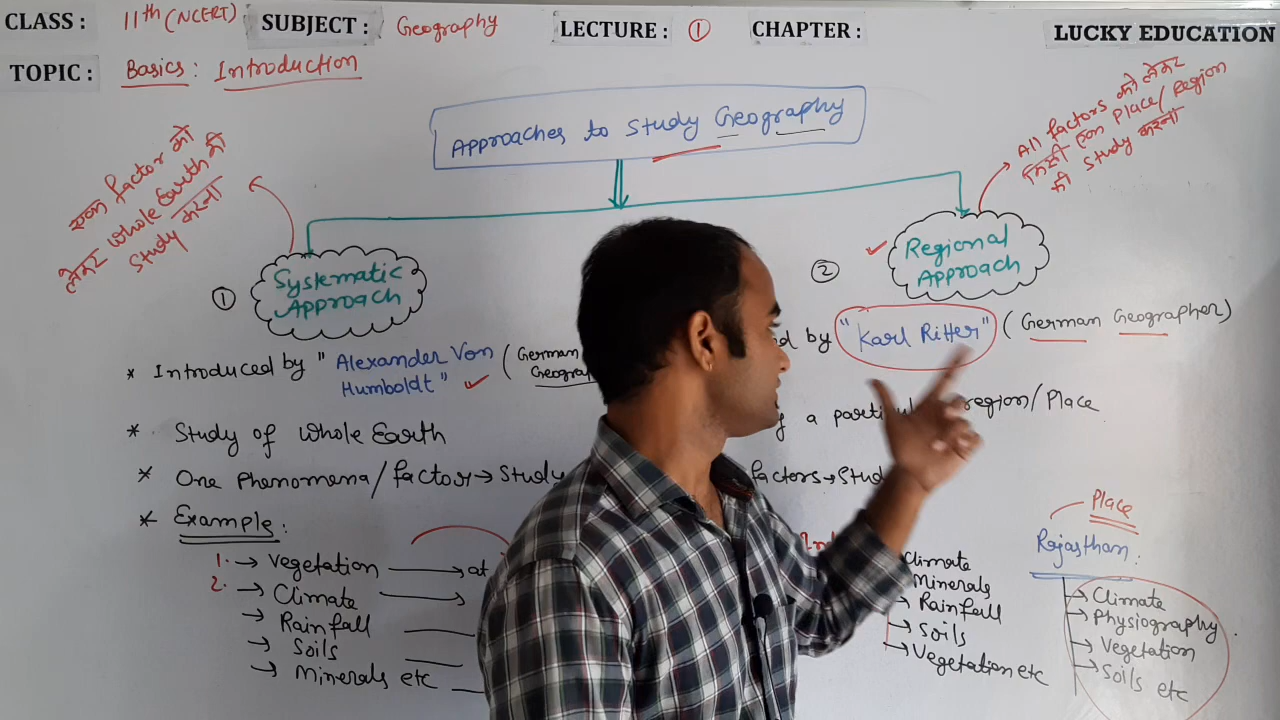 CLASS : 11th (NCERT) SUBJECT : Geography LECTURE : ① CHAPTER : LUCKY EDUCATION
TOPIC : Basics : Introduction
Approaches to Study Geography
एक factor को
लेकर whole Earth की
study करना
All factors को लेकर
किसी एक place/Region
की study करना
① Systematic
Approach
② Regional
Approach
* Introduced by " Alexander Von
Humboldt" (German
Geograp
* Study of whole Earth
* One Phenomena/factor → Study
* Example :
1. → Vegetation → at
2. → Climate →
→ Rainfall
→ Soils
→ Minerals etc
by "Karl Ritter" (German Geographer)
a region/Place
factors → Stud
Climate
Minerals
→ Rainfall
→ Soils
→ Vegetation etc
Place
Rajasthan :
→ Climate
→ Physiography
→ Vegetation
→ Soils etc